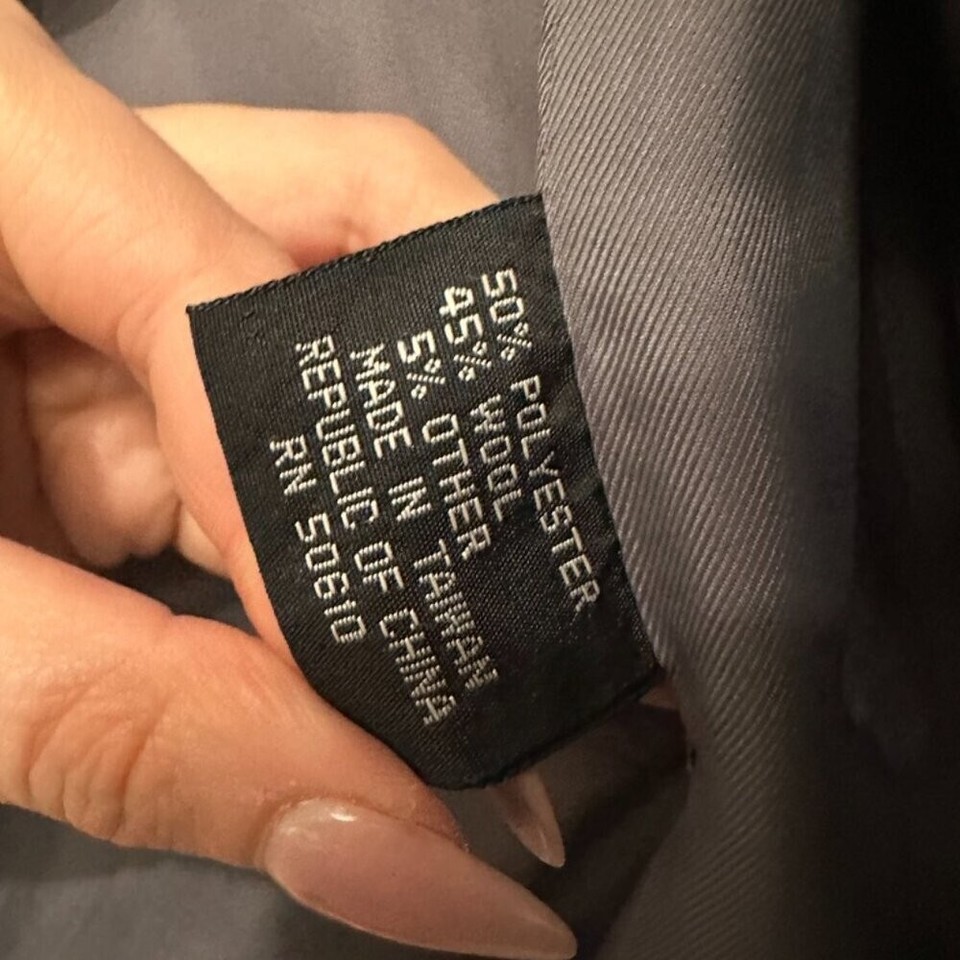 50% POLYESTER
45% WOOL
5% OTHER
MADE IN TAIWAN
REPUBLIC OF CHINA
RN 50610